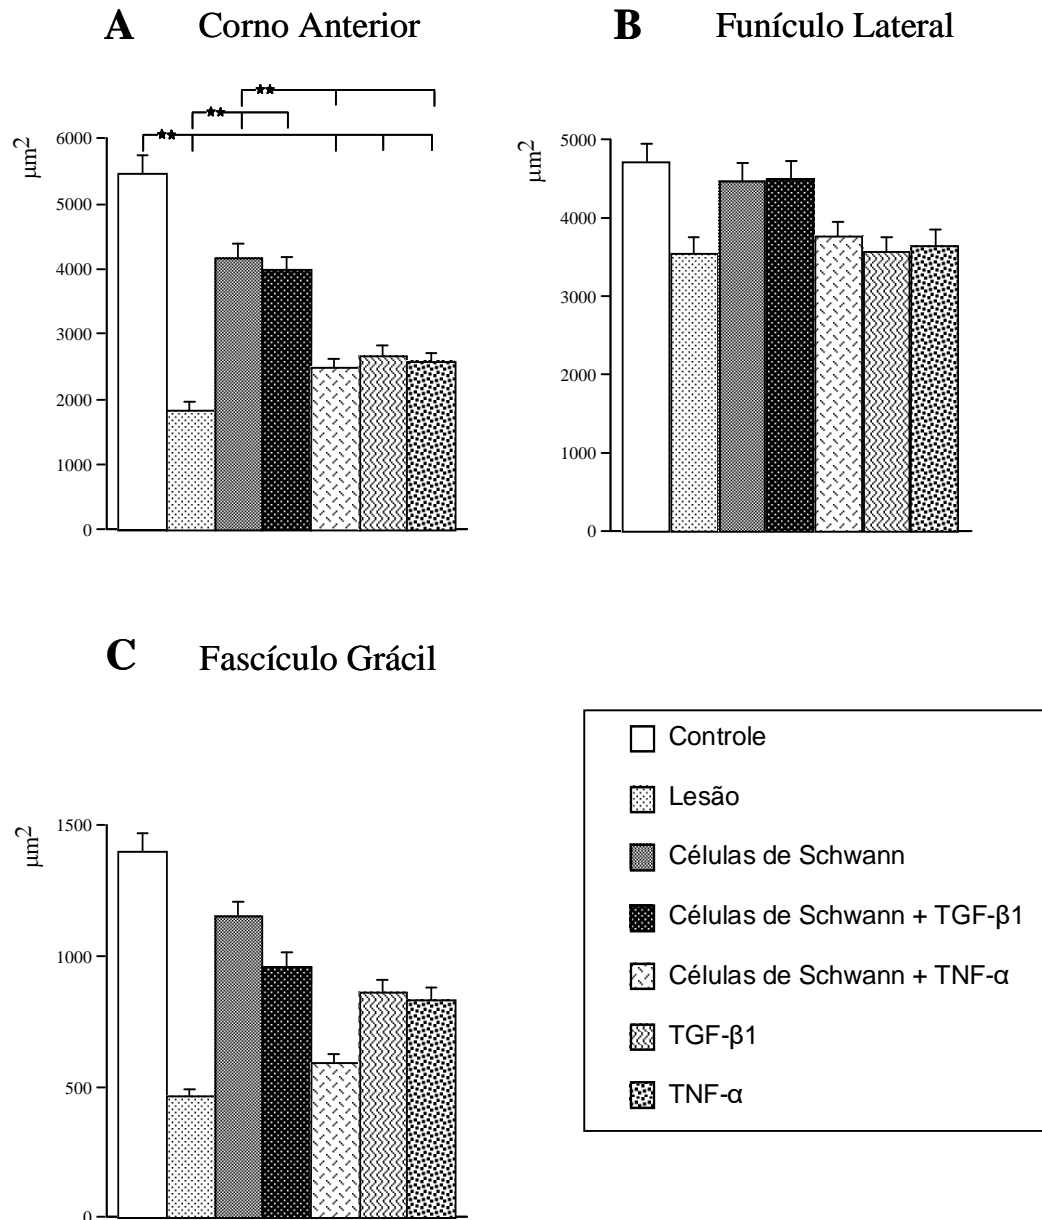 A Corno Anterior
B Funículo Lateral
** 
**
**
μm2
6000
5000
4000
3000
2000
1000
0
μm2
5000
4000
3000
2000
1000
0
C Fascículo Grácil
μm2
1500
1000
500
0
Controle
Lesão
Células de Schwann
Células de Schwann + TGF-β1
Células de Schwann + TNF-α
TGF-β1
TNF-α